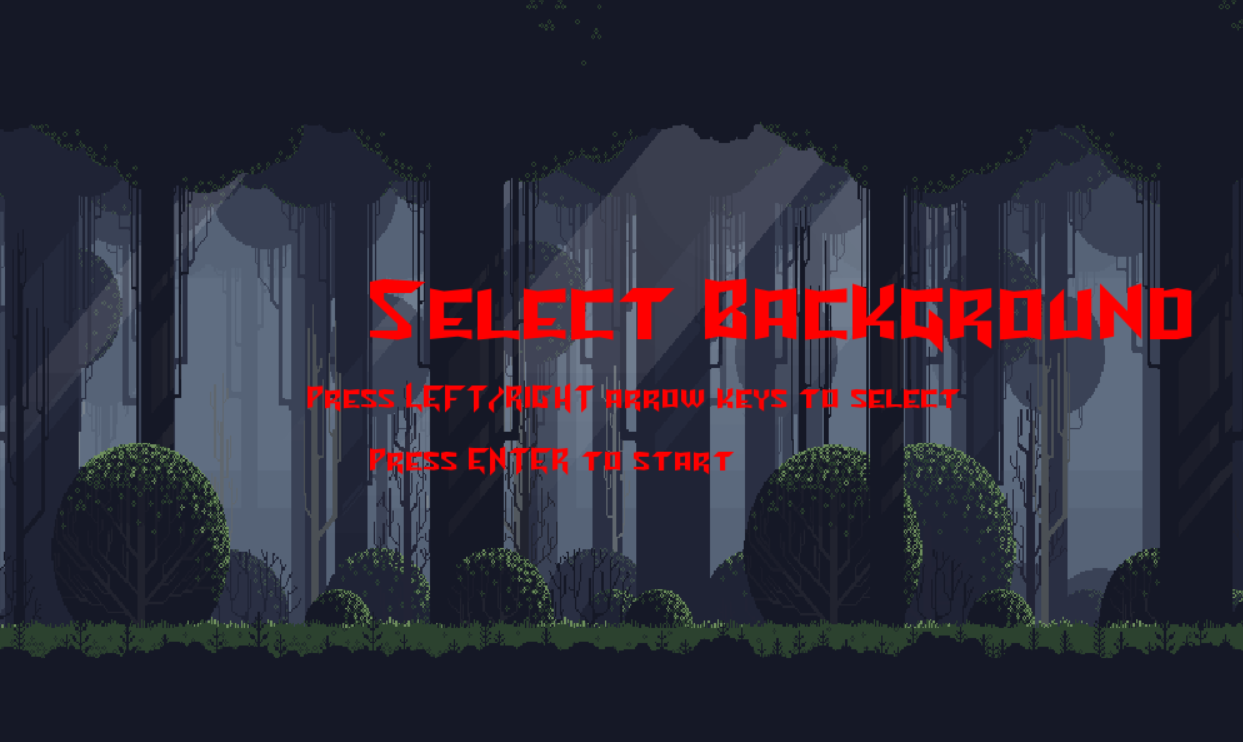 Select Background
Press LEFT/RIGHT arrow keys to select
Press ENTER to start